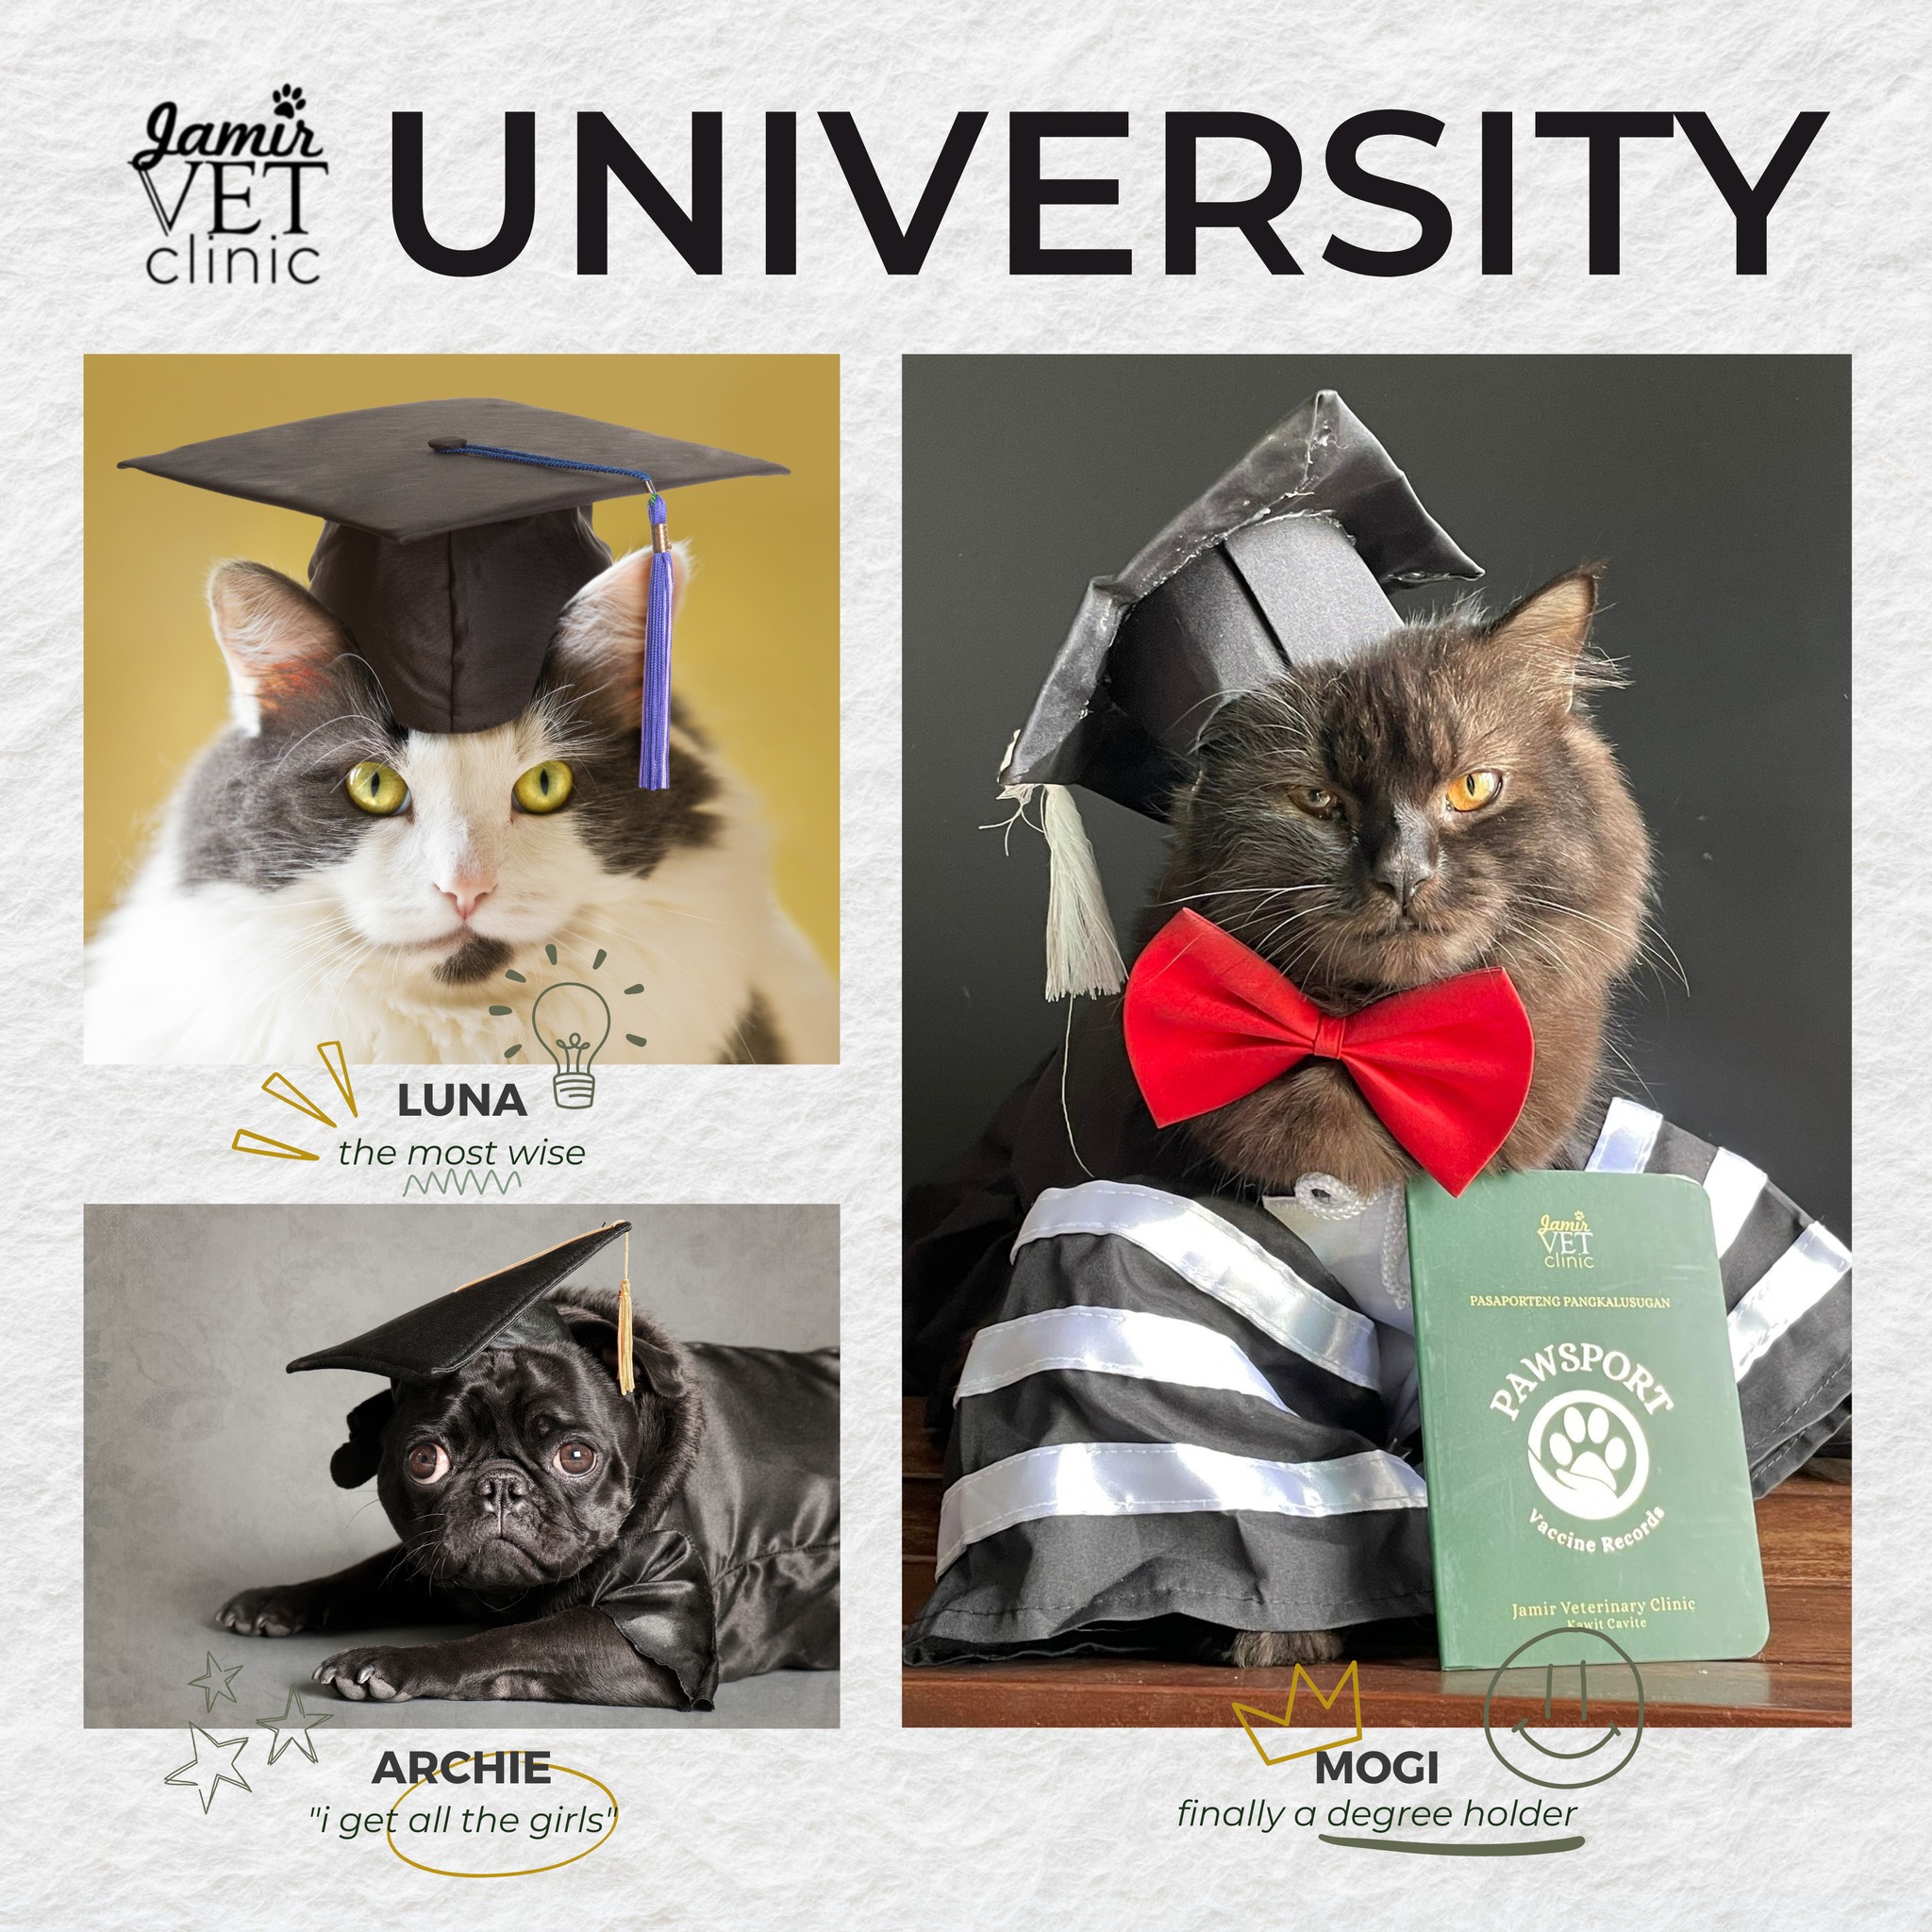 Jamir
VET
clinic
UNIVERSITY
LUNA
the most wise
ARCHIE
"i get all the girls"
Jamir
VET
clinic
PASAPORTENG PANGKALUSUGAN
PAWSPORT
Vaccine Records
Jamir Veterinary Clinic
Kawit Cavite
MOGI
finally a degree holder